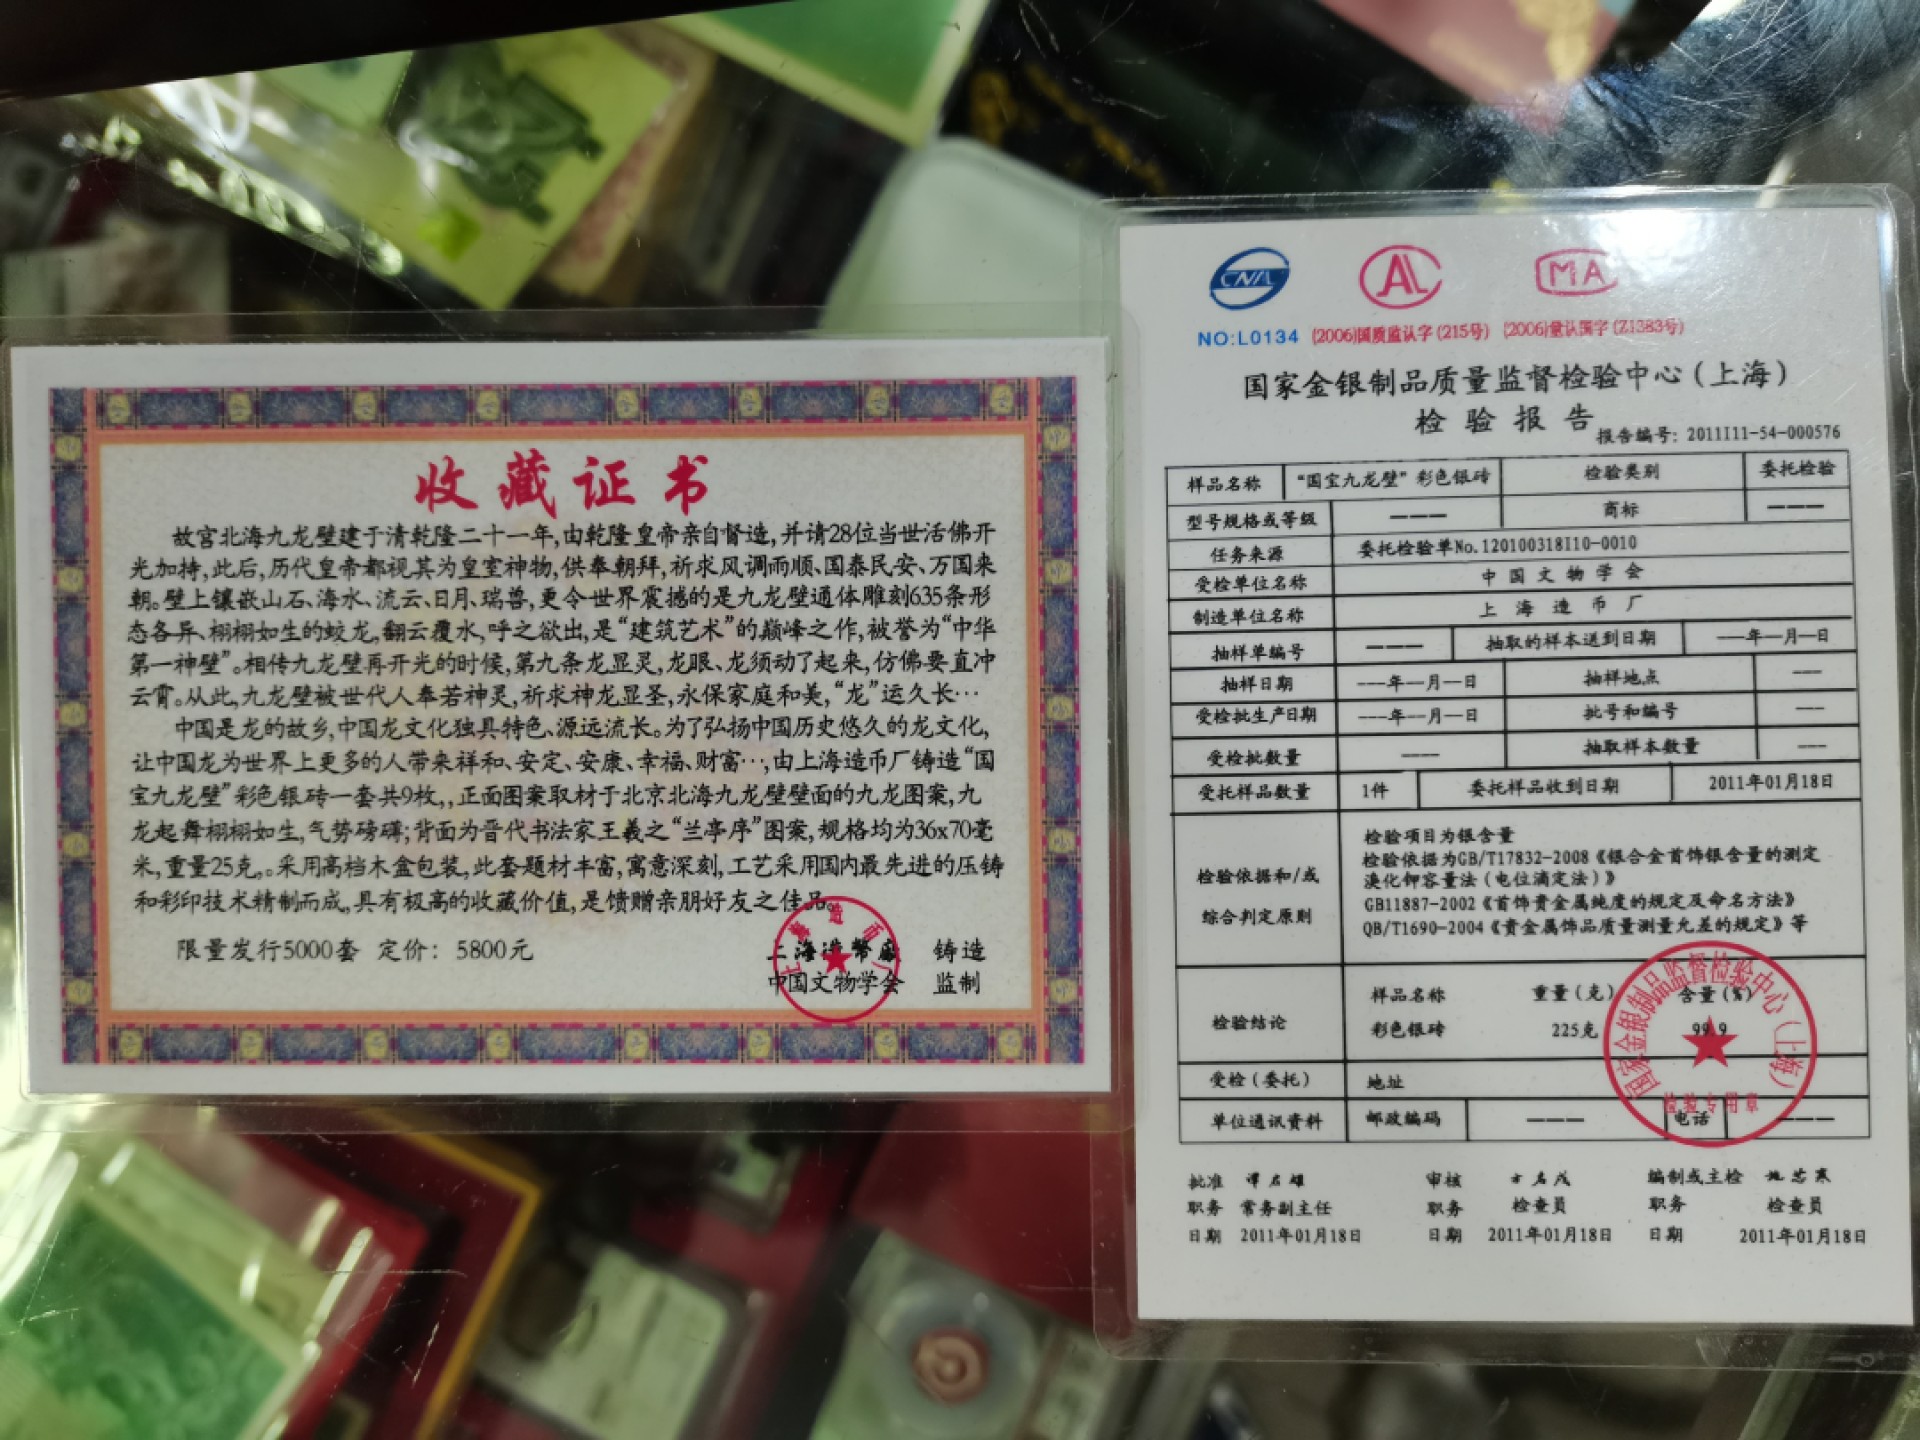 收藏证书
故宫北海九龙壁建于清乾隆二十一年,由乾隆皇帝亲自督造,并请28位当世活佛开
光加持,此后,历代皇帝都视其为皇室神物,供奉朝拜,祈求风调雨顺、国泰民安、万国来
朝。壁上镶嵌山石、海水、流云、日月、瑞兽,更令世界震撼的是九龙壁通体雕刻635条形
态各异、栩栩如生的蛟龙,翻云覆水,呼之欲出,是“建筑艺术”的巅峰之作,被誉为“中华
第一神壁”。相传九龙壁再开光的时候,第九条龙显灵,龙眼、龙须动了起来,仿佛要直冲
云霄。从此,九龙壁被世代人奉若神灵,祈求神龙显圣,永保家庭和美,“龙”运久长…
中国是龙的故乡,中国龙文化独具特色、源远流长。为了弘扬中国历史悠久的龙文化,
让中国龙为世界上更多的人带来祥和、安定、安康、幸福、财富…,由上海造币厂铸造“国
宝九龙壁”彩色银砖一套共9枚,,正面图案取材于北京北海九龙壁壁面的九龙图案,九
龙起舞栩栩如生,气势磅礴;背面为晋代书法家王羲之“兰亭序”图案,规格均为36x70毫
米,重量25克,。采用高档木盒包装,此套题材丰富,寓意深刻,工艺采用国内最先进的压铸
和彩印技术精制而成,具有极高的收藏价值,是馈赠亲朋好友之佳品。
限量发行5000套 定价：5800元
上海造幣廠 铸造
中国文物学会 监制
上海造币厂
CNAL AL MA
NO:L0134 (2006)国质监认字(215号) (2006)量认国字(Z1383号)
国家金银制品质量监督检验中心(上海)
检验报告
报告编号: 2011I11-54-000576
样品名称 “国宝九龙壁”彩色银砖 检验类别 委托检验
型号规格或等级 ——— 商标 ———
任务来源 委托检验单No.120100318I10-0010
受检单位名称 中国文物学会
制造单位名称 上海造币厂
抽样单编号 ——— 抽取的样本送到日期 ---年--月--日
抽样日期 ---年--月--日 抽样地点 ---
受检批生产日期 ---年--月--日 批号和编号 ---
受检批数量 ---- 抽取样本数量 ---
受托样品数量 1件 委托样品收到日期 2011年01月18日
检验依据和/或
综合判定原则
检验项目为银含量
检验依据为GB/T17832-2008《银合金首饰银含量的测定
溴化钾容量法(电位滴定法)》
GB11887-2002《首饰贵金属纯度的规定及命名方法》
QB/T1690-2004《贵金属饰品质量测量允差的规定》等
检验结论
样品名称 重量(克) 含量(%)
彩色银砖 225克 99.9
受检(委托) 地址
单位通讯资料 邮政编码 ——— 电话 ———
国家金银制品质量监督检验中心(上海)
检验专用章
批准 审核 编制或主检
职务 常务副主任 职务 检查员 职务 检查员
日期 2011年01月18日 日期 2011年01月18日 日期 2011年01月18日